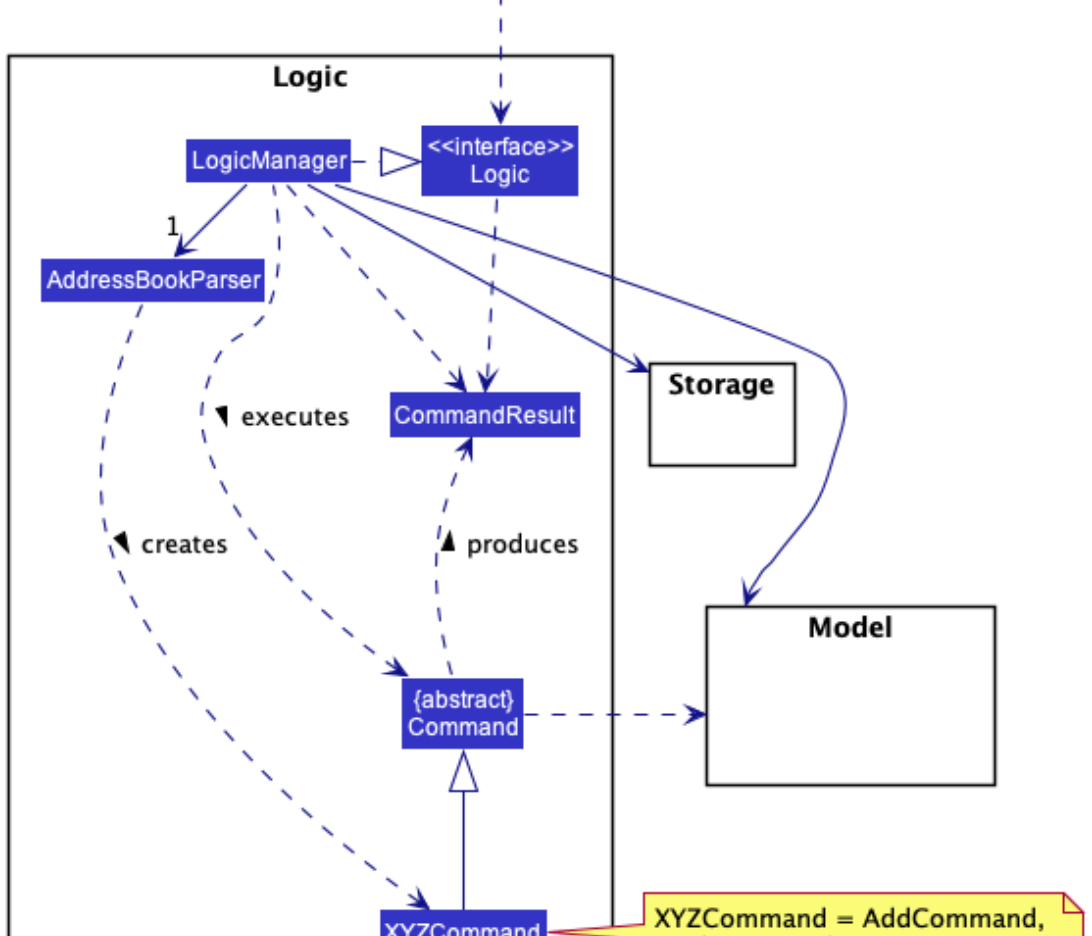 Logic
LogicManager
<<interface>>
Logic
1
AddressBookParser
Storage
executes
CommandResult
creates
produces
Model
{abstract}
Command
XYZCommand
XYZCommand = AddCommand,